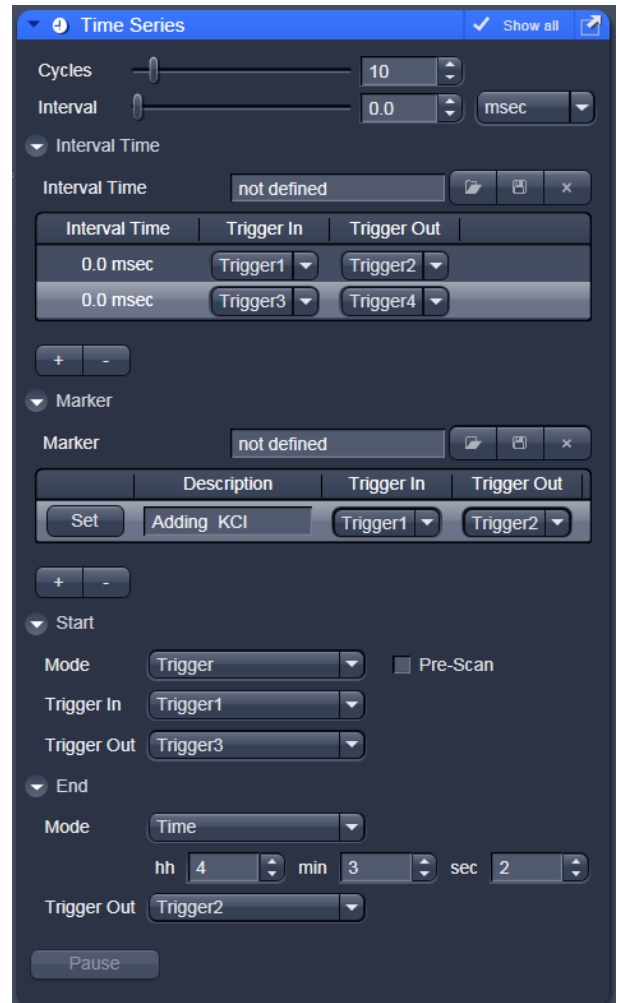 Time Series Show all
Cycles 10
Interval 0.0 msec
Interval Time
Interval Time not defined
Interval Time Trigger In Trigger Out
0.0 msec Trigger1 Trigger2
0.0 msec Trigger3 Trigger4
+ -
Marker
Marker not defined
Description Trigger In Trigger Out
Set Adding KCl Trigger1 Trigger2
+ -
Start
Mode Trigger Pre-Scan
Trigger In Trigger1
Trigger Out Trigger3
End
Mode Time
hh 4 min 3 sec 2
Trigger Out Trigger2
Pause